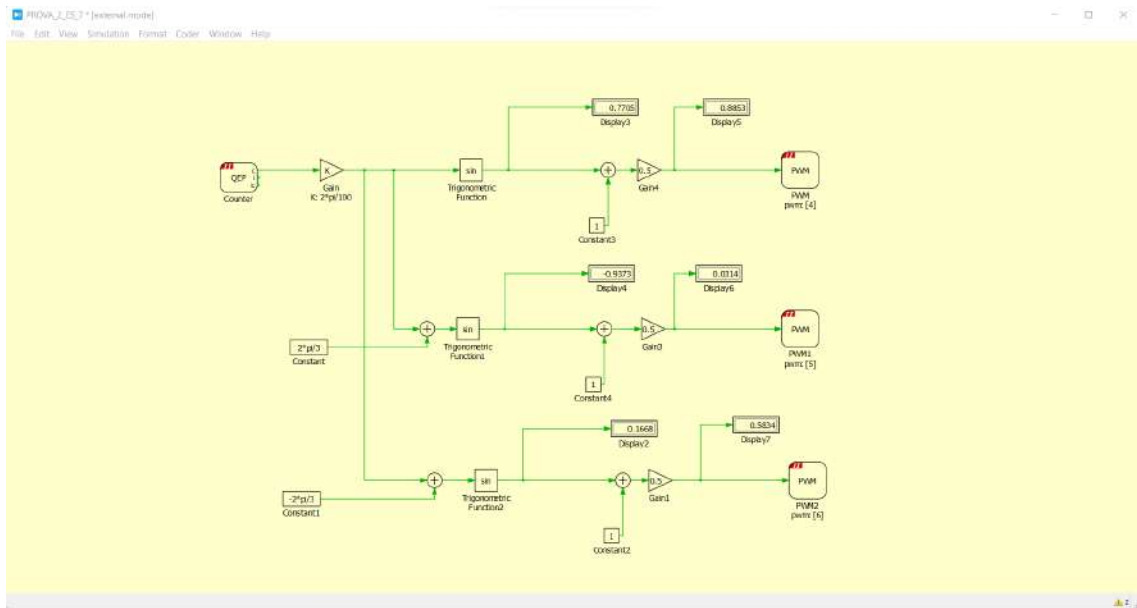 PROVA_2_ES_7 * [external mode]
File Edit View Simulation Format Coder Window Help
0.7705
Display3
0.8853
Display5
QEP
Counter
K
Gain
K: 2*pi/100
sin
Trigonometric
Function
0.5
Gain4
PWM
PWM
pwm: [4]
1
Constant3
-0.9373
Display4
0.0314
Display6
2*pi/3
Constant
sin
Trigonometric
Function1
0.5
Gain3
PWM
PWM1
pwm: [5]
1
Constant4
0.1668
Display2
0.5834
Display7
-2*pi/3
Constant1
sin
Trigonometric
Function2
0.5
Gain1
PWM
PWM2
pwm: [6]
1
Constant2